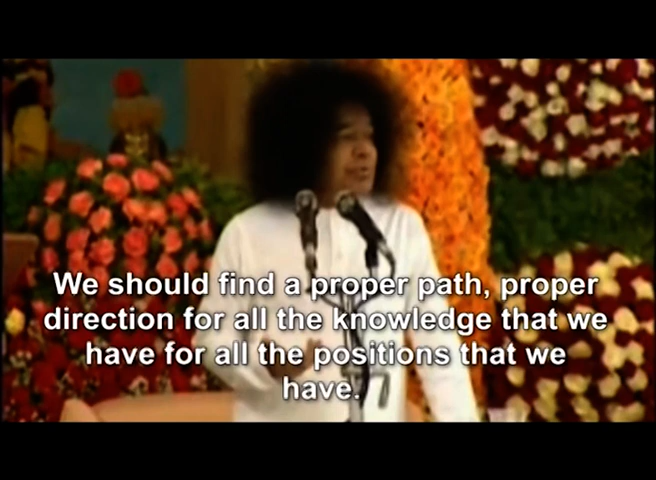 We should find a proper path, proper
direction for all the knowledge that we
have for all the positions that we
have.